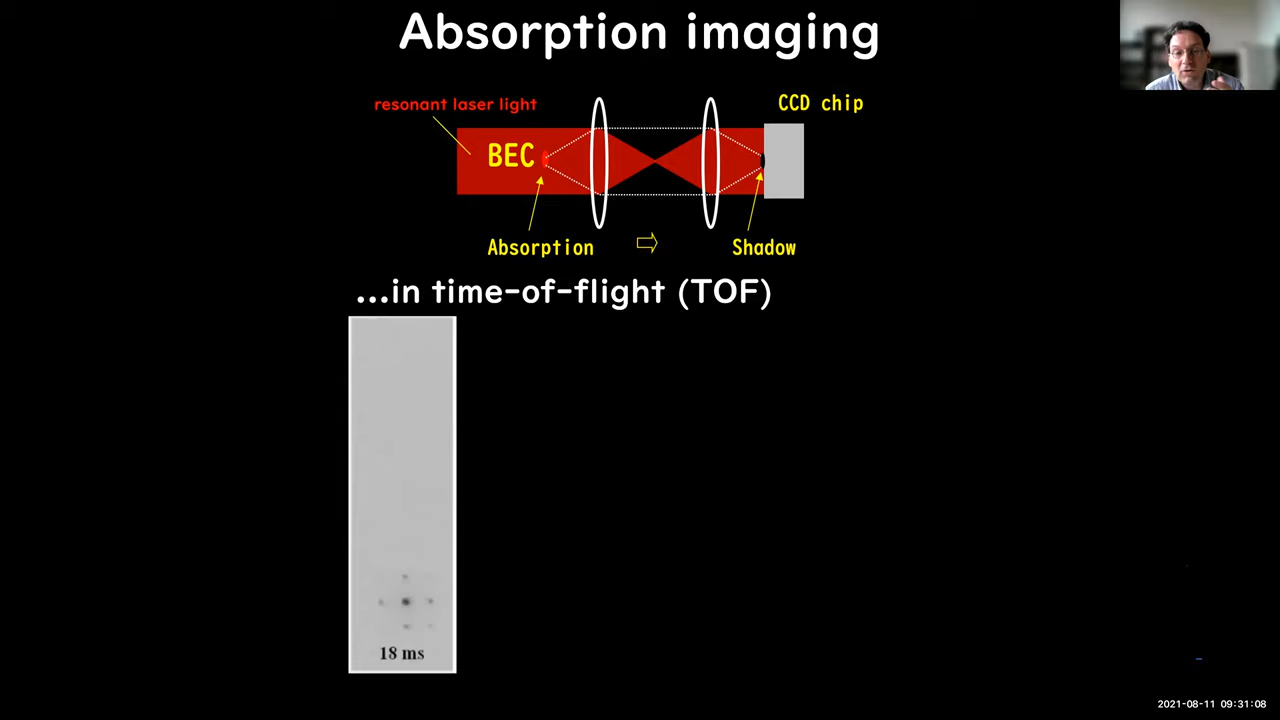 Absorption imaging
resonant laser light
CCD chip
BEC
Absorption
Shadow
...in time-of-flight (TOF)
18 ms
2021-08-11 09:31:08